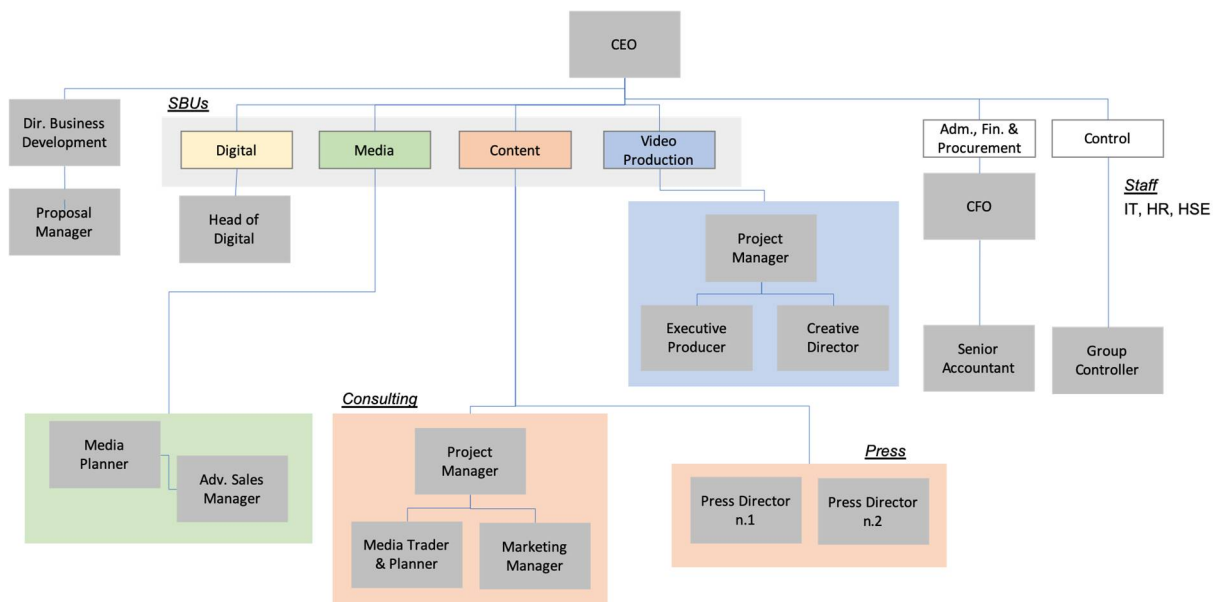 CEO
SBUs
Dir. Business
Development
Digital
Media
Content
Video
Production
Adm., Fin. &
Procurement
Control
Staff
IT, HR, HSE
Proposal
Manager
Head of
Digital
CFO
Project
Manager
Executive
Producer
Creative
Director
Senior
Accountant
Group
Controller
Consulting
Media
Planner
Adv. Sales
Manager
Project
Manager
Media Trader
& Planner
Marketing
Manager
Press
Press Director
n.1
Press Director
n.2